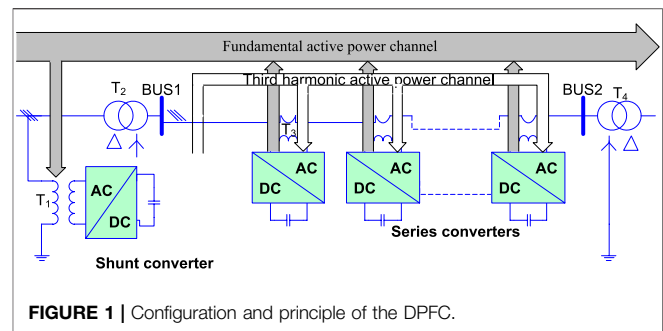 Fundamental active power channel
Third harmonic active power channel
T2
BUS1
BUS2
T4
T3
T1
AC
DC
AC
DC
AC
DC
AC
DC
Shunt converter
Series converters
FIGURE 1 | Configuration and principle of the DPFC.